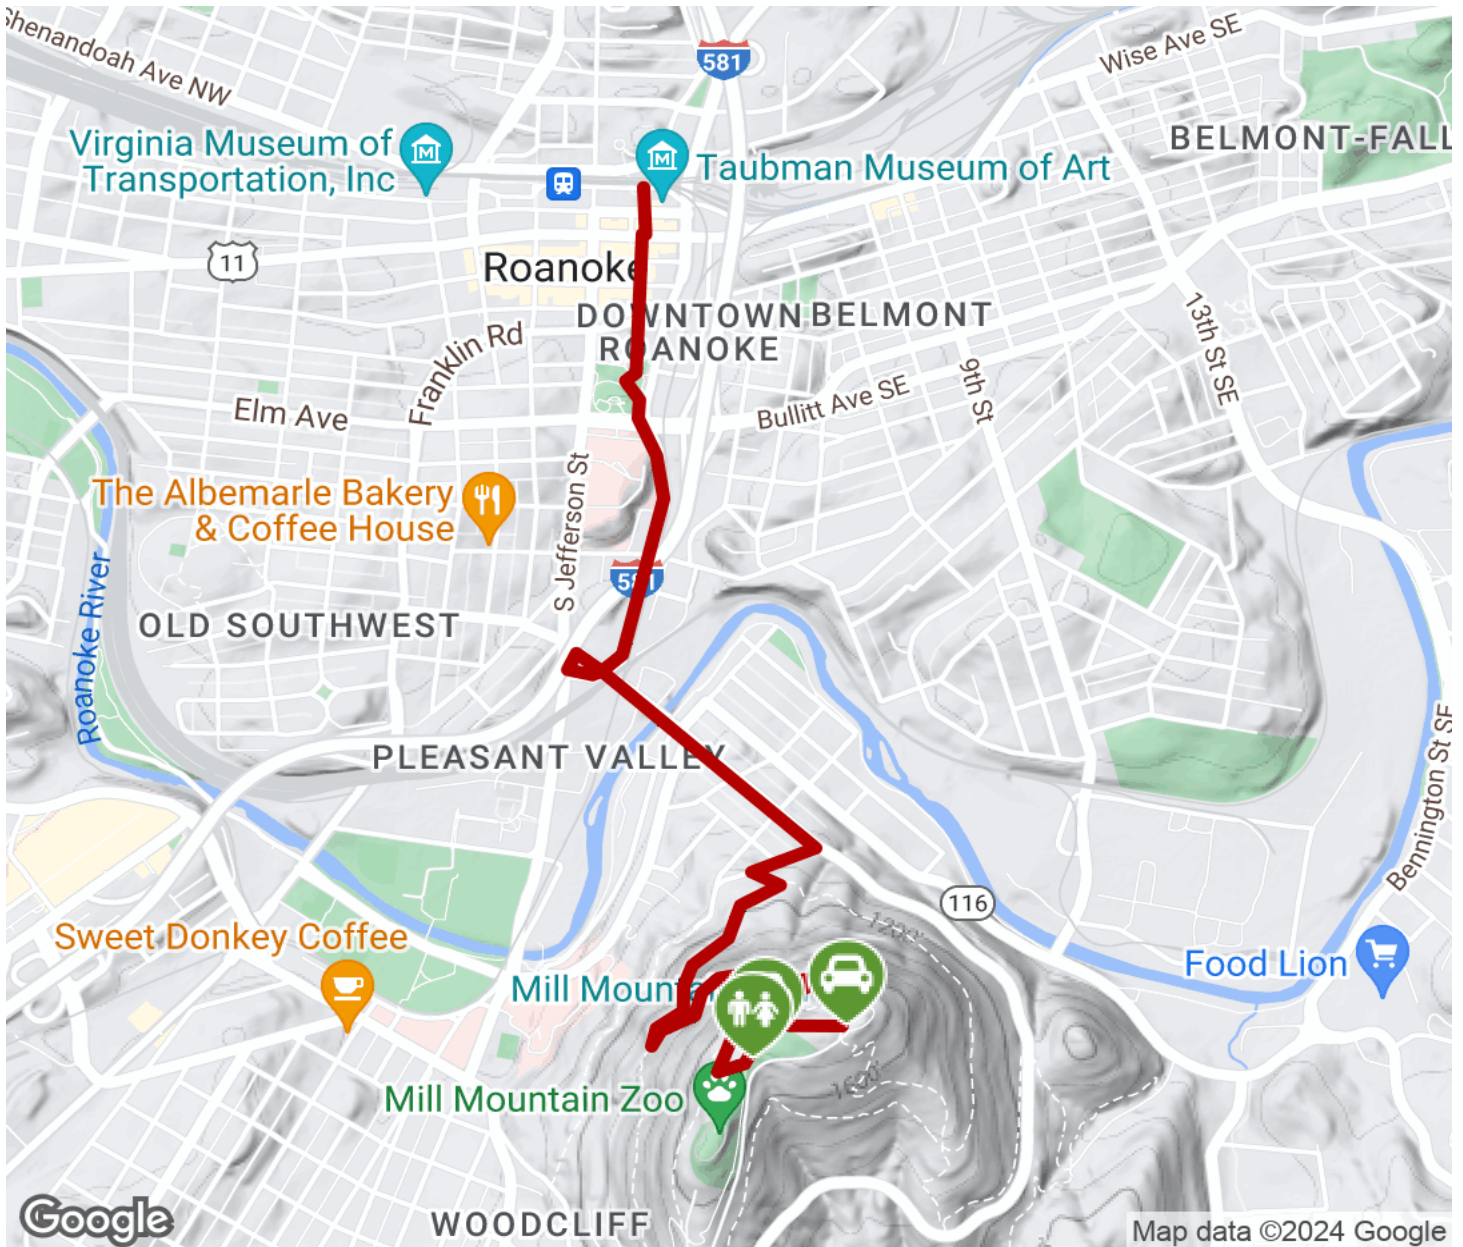 Shenandoah Ave NW
581
Wise Ave SE
Virginia Museum of
Transportation, Inc
Taubman Museum of Art
BELMONT-FALL
11
Roanoke
DOWNTOWN
ROANOKE
BELMONT
13th St SE
Franklin Rd
9th St
Elm Ave
Bullitt Ave SE
The Albemarle Bakery
& Coffee House
S Jefferson St
581
Roanoke River
OLD SOUTHWEST
PLEASANT VALLEY
Bennington St SE
116
1200'
Sweet Donkey Coffee
Food Lion
Mill Mounta
1600'
Mill Mountain Zoo
WOODCLIFF
Google
Map data ©2024 Google